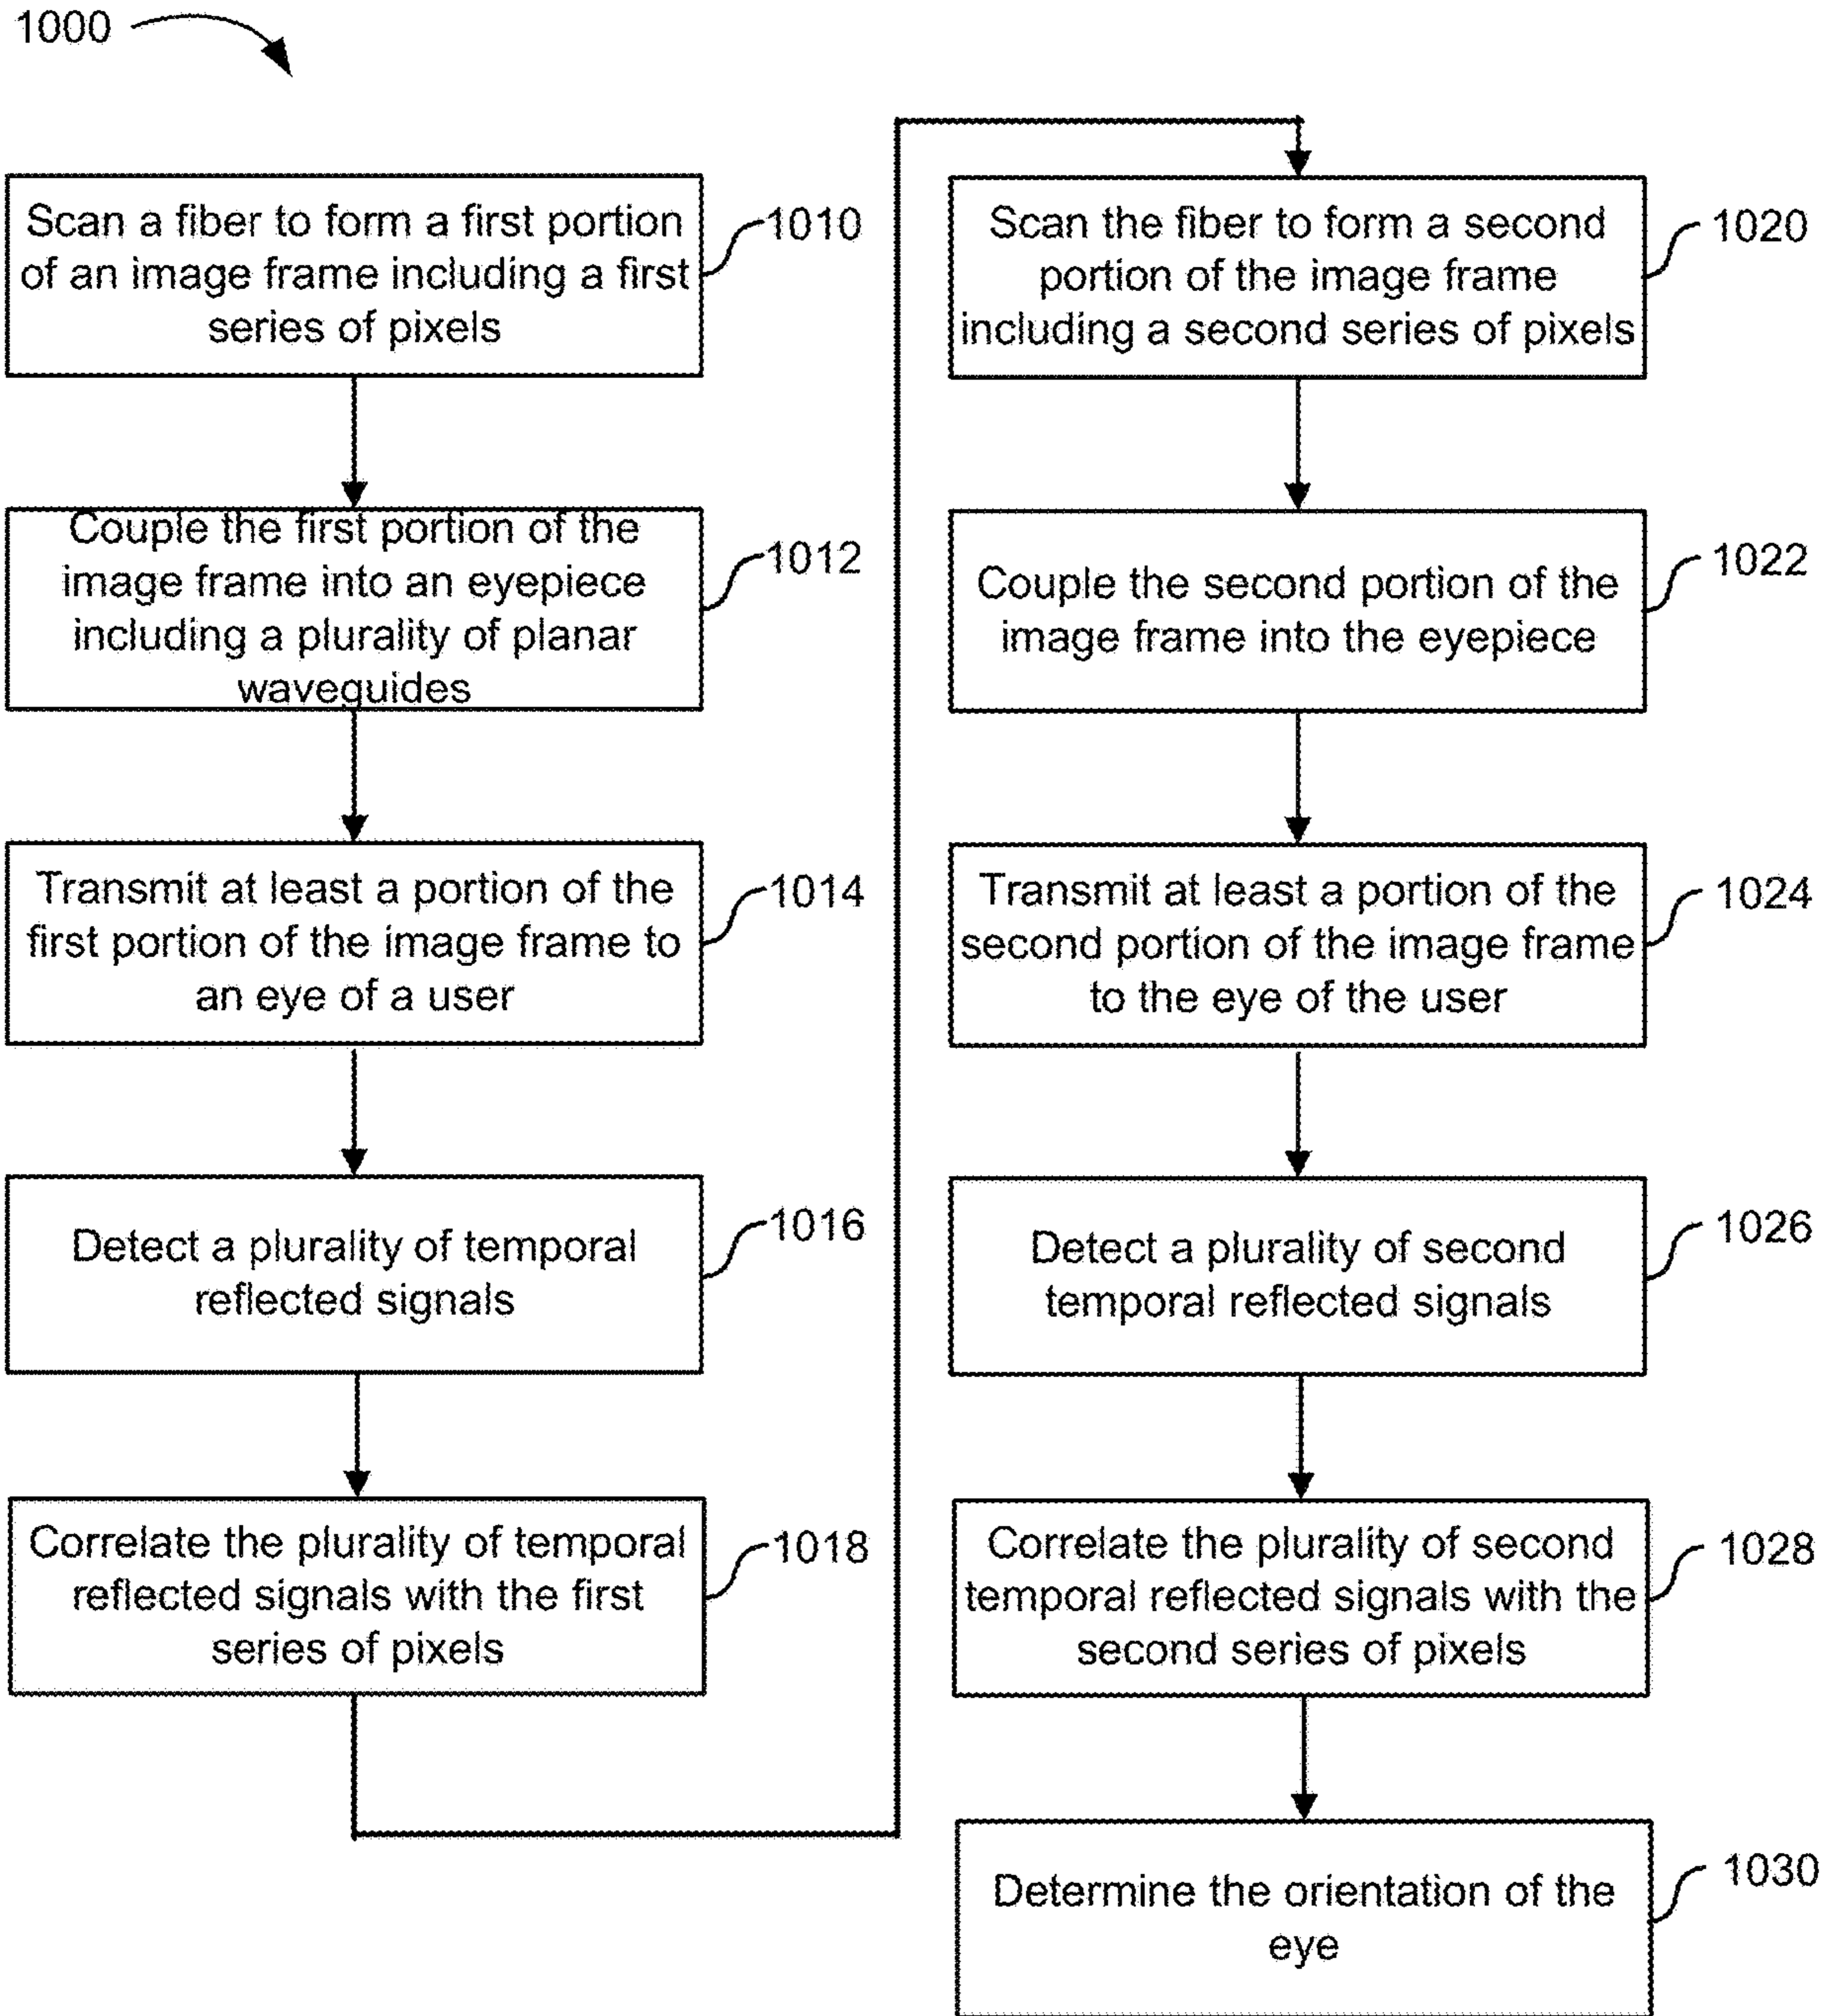 1000
Scan a fiber to form a first portion
of an image frame including a first
series of pixels
1010
Couple the first portion of the
image frame into an eyepiece
including a plurality of planar
waveguides
1012
Transmit at least a portion of the
first portion of the image frame to
an eye of a user
1014
Detect a plurality of temporal
reflected signals
1016
Correlate the plurality of temporal
reflected signals with the first
series of pixels
1018
Scan the fiber to form a second
portion of the image frame
including a second series of pixels
1020
Couple the second portion of the
image frame into the eyepiece
1022
Transmit at least a portion of the
second portion of the image frame
to the eye of the user
1024
Detect a plurality of second
temporal reflected signals
1026
Correlate the plurality of second
temporal reflected signals with the
second series of pixels
1028
Determine the orientation of the
eye
1030